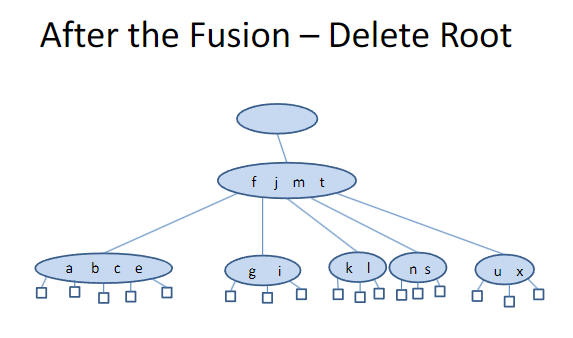 After the Fusion – Delete Root
f j m t
a b c e
g i
k l
n s
u x